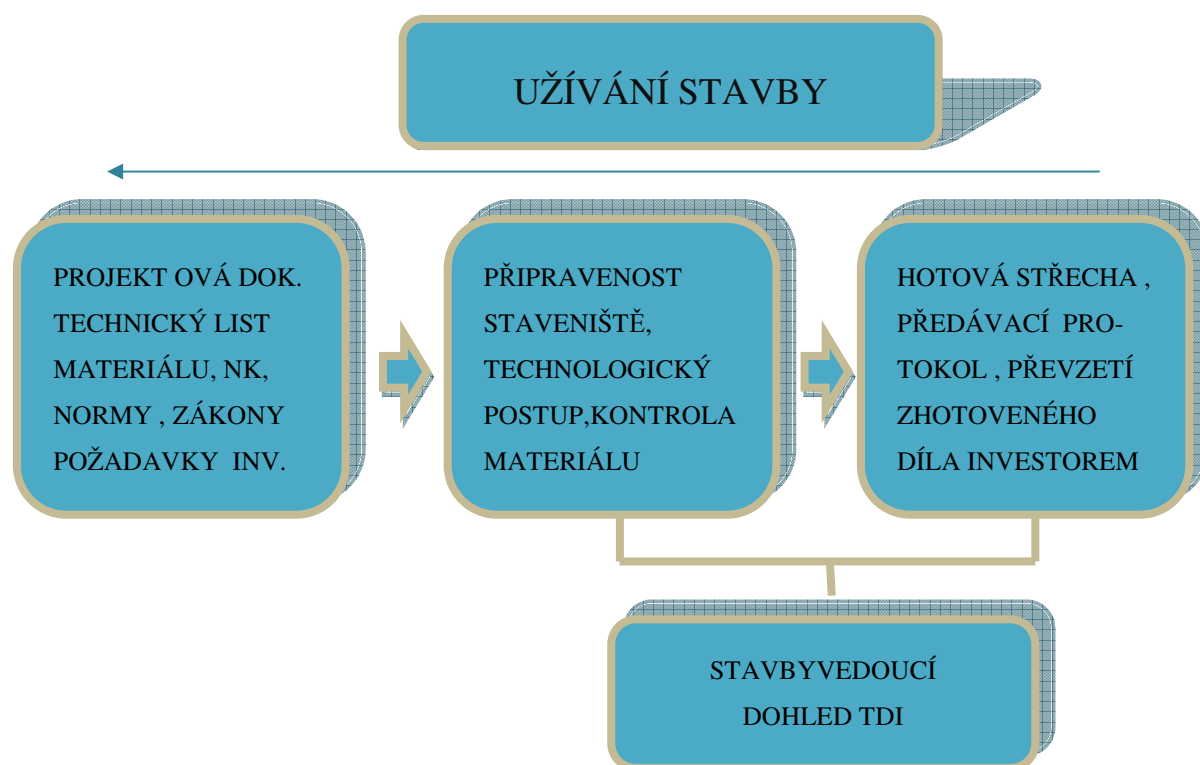 UŽÍVÁNÍ STAVBY
PROJEKT OVÁ DOK.
TECHNICKÝ LIST
MATERIÁLU, NK,
NORMY , ZÁKONY
POŽADAVKY INV.
PŘIPRAVENOST
STAVENIŠTĚ,
TECHNOLOGICKÝ
POSTUP,KONTROLA
MATERIÁLU
HOTOVÁ STŘECHA ,
PŘEDÁVACÍ PRO-
TOKOL , PŘEVZETÍ
ZHOTOVENÉHO
DÍLA INVESTOREM
STAVBYVEDOUCÍ
DOHLED TDI